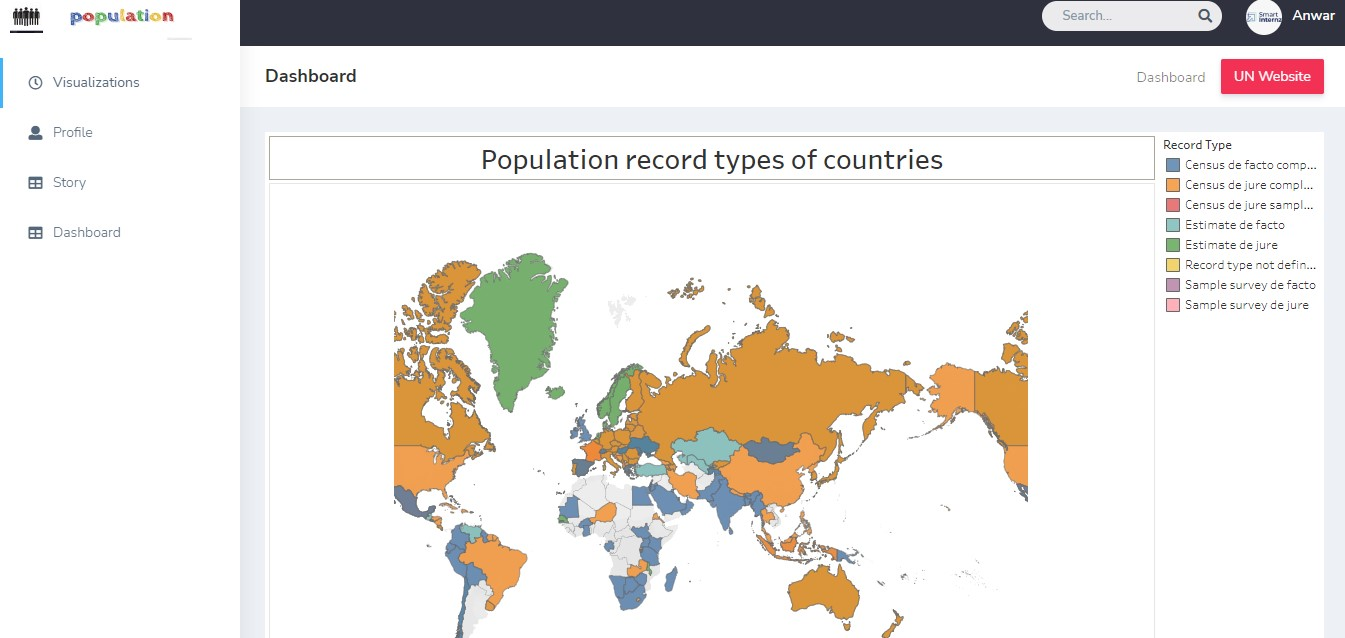 population
Search...
Smart
Internz
Anwar
Visualizations
Profile
Story
Dashboard
Dashboard
Dashboard
UN Website
Population record types of countries
Record Type
Census de facto comp...
Census de jure compl...
Census de jure sampl...
Estimate de facto
Estimate de jure
Record type not defin...
Sample survey de facto
Sample survey de jure